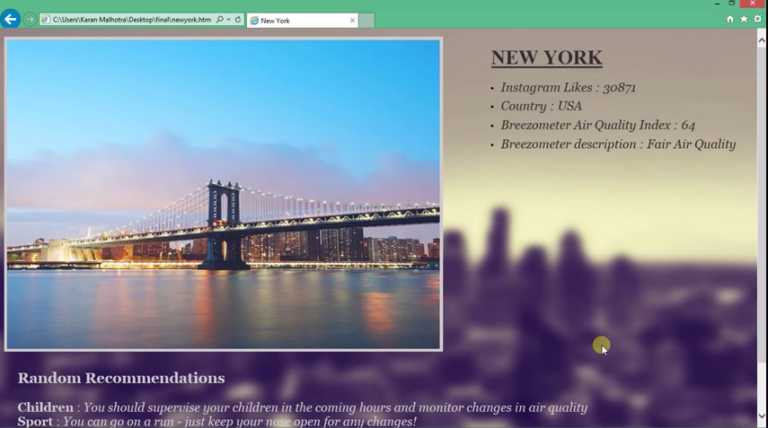 C:\Users\Karan Malhotra\Desktop\final\newyork.htm
New York
NEW YORK
• Instagram Likes : 30871
• Country : USA
• Breezometer Air Quality Index : 64
• Breezometer description : Fair Air Quality
Random Recommendations
Children : You should supervise your children in the coming hours and monitor changes in air quality
Sport : You can go on a run - just keep your nose open for any changes!